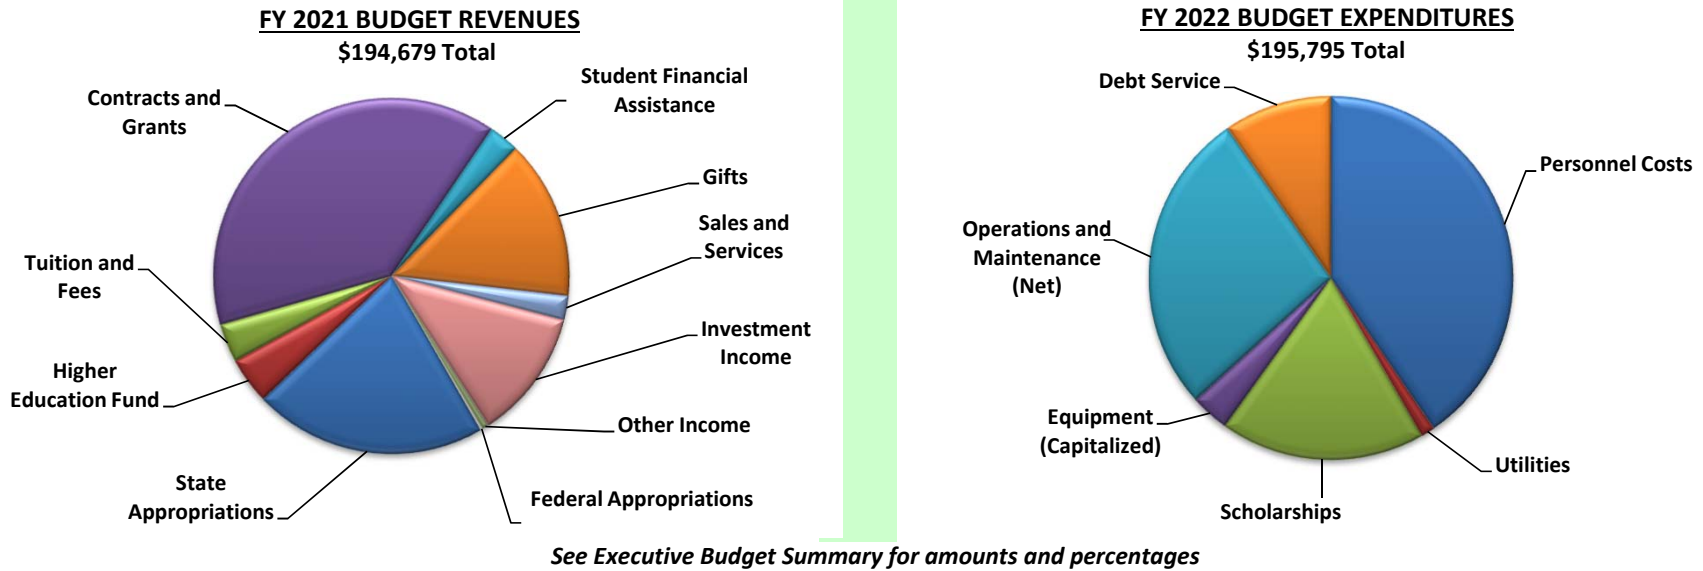 FY 2021 BUDGET REVENUES
$194,679 Total
Student Financial
Assistance
Contracts and
Grants
Gifts
Sales and
Services
Tuition and
Fees
Investment
Income
Higher
Education Fund
Other Income
State
Appropriations
Federal Appropriations
FY 2022 BUDGET EXPENDITURES
$195,795 Total
Debt Service
Personnel Costs
Operations and
Maintenance
(Net)
Equipment
(Capitalized)
Utilities
Scholarships
See Executive Budget Summary for amounts and percentages